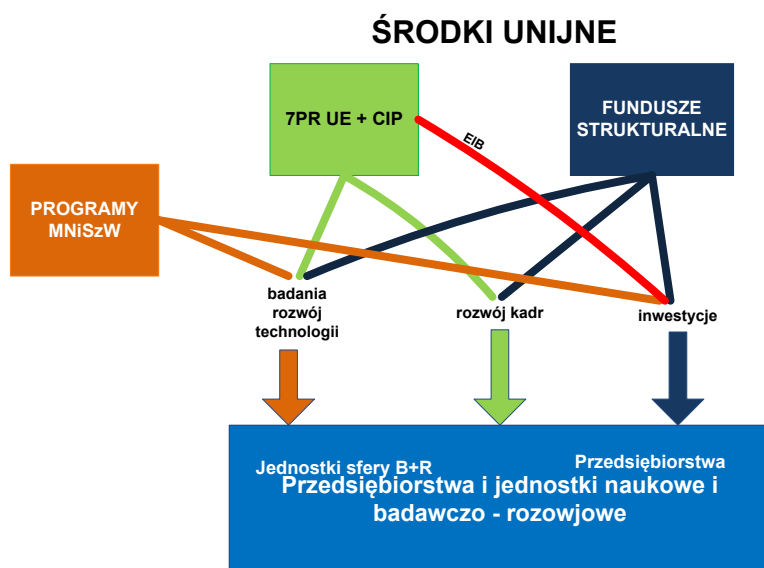 ŚRODKI UNIJNE
7PR UE + CIP
FUNDUSZE
STRUKTURALNE
EIB
PROGRAMY
MNiSzW
badania
rozwój
technologii
rozwój kadr
inwestycje
Jednostki sfery B+R
Przedsiębiorstwa
Przedsiębiorstwa i jednostki naukowe i
badawczo - rozowjowe